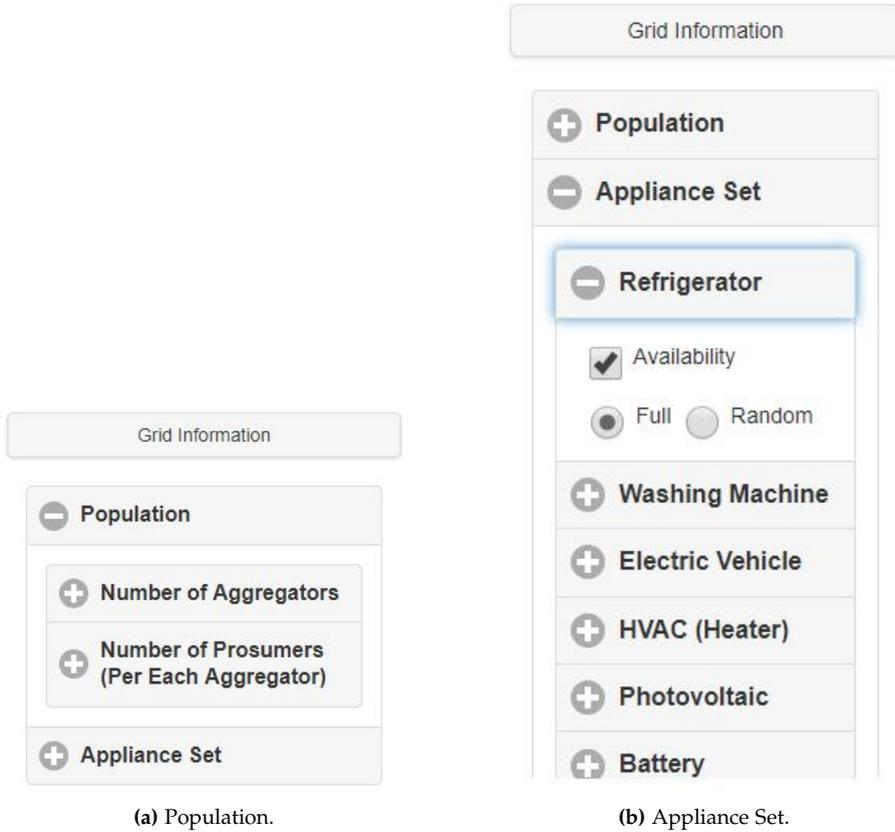 Grid Information
Population
Number of Aggregators
Number of Prosumers
(Per Each Aggregator)
Appliance Set
(a) Population.
Grid Information
Population
Appliance Set
Refrigerator
Availability
Full Random
Washing Machine
Electric Vehicle
HVAC (Heater)
Photovoltaic
Battery
(b) Appliance Set.